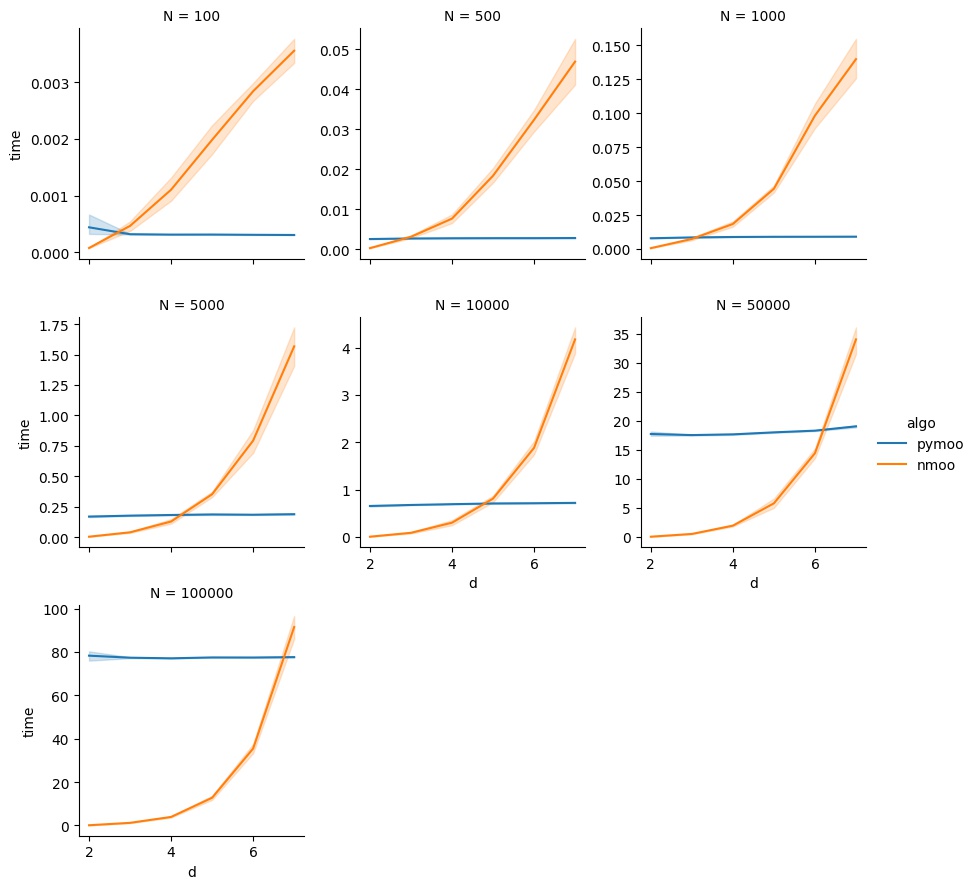 N = 100
N = 500
N = 1000
0.003
0.002
0.001
0.000
time
0.05
0.04
0.03
0.02
0.01
0.00
0.150
0.125
0.100
0.075
0.050
0.025
0.000
N = 5000
N = 10000
N = 50000
1.75
1.50
1.25
1.00
0.75
0.50
0.25
0.00
time
4
3
2
1
0
2 4 6
d
35
30
25
20
15
10
5
0
2 4 6
d
algo
pymoo
nmoo
N = 100000
100
80
60
40
20
0
time
2 4 6
d